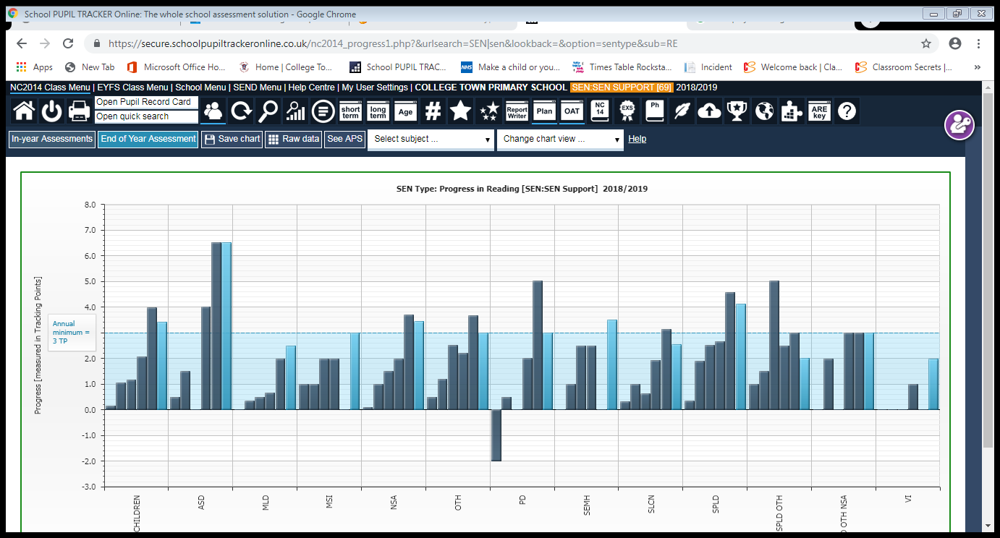 School PUPIL TRACKER Online: The whole school assessment solution - Google Chrome
https://secure.schoolpupiltrackeronline.co.uk/nc2014_progress1.php?&urlsearch=SEN|sen&lookback=&option=sentype&sub=RE
Apps New Tab Microsoft Office Ho... Home | College To... School PUPIL TRAC... NHS Make a child or you... Times Table Rocksta... Incident Welcome back | Cla... Classroom Secrets |... »
NC2014 Class Menu | EYFS Class Menu | School Menu | SEND Menu | Help Centre | My User Settings | COLLEGE TOWN PRIMARY SCHOOL SEN:SEN SUPPORT [69] 2018/2019
Open Pupil Record Card
Open quick search
short term long term Age # Report Writer Plan OAT NC 14 EXS Ph ARE key ?
In-year Assessments End of Year Assessment Save chart Raw data See APS Select subject ... Change chart view ... Help
SEN Type: Progress in Reading [SEN:SEN Support] 2018/2019
Progress [measured in Tracking Points]
8.0
7.0
6.0
5.0
4.0
Annual
minimum =
3 TP
2.0
1.0
0.0
-1.0
-2.0
-3.0
CHILDREN ASD MLD MSI NSA OTH PD SEMH SLCN SPLD SPLD OTH OTH NSA VI